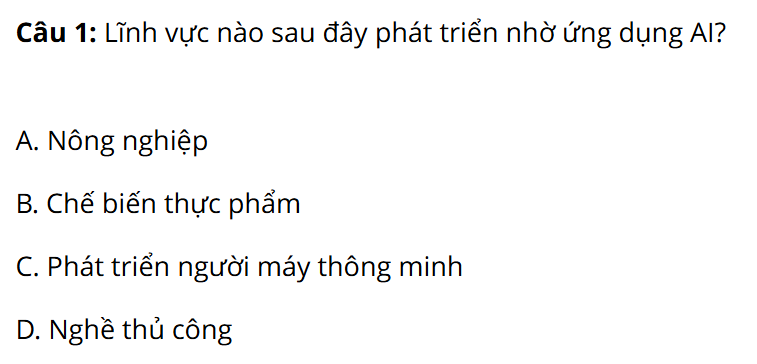 Câu 1: Lĩnh vực nào sau đây phát triển nhờ ứng dụng AI?
A. Nông nghiệp
B. Chế biến thực phẩm
C. Phát triển người máy thông minh
D. Nghề thủ công